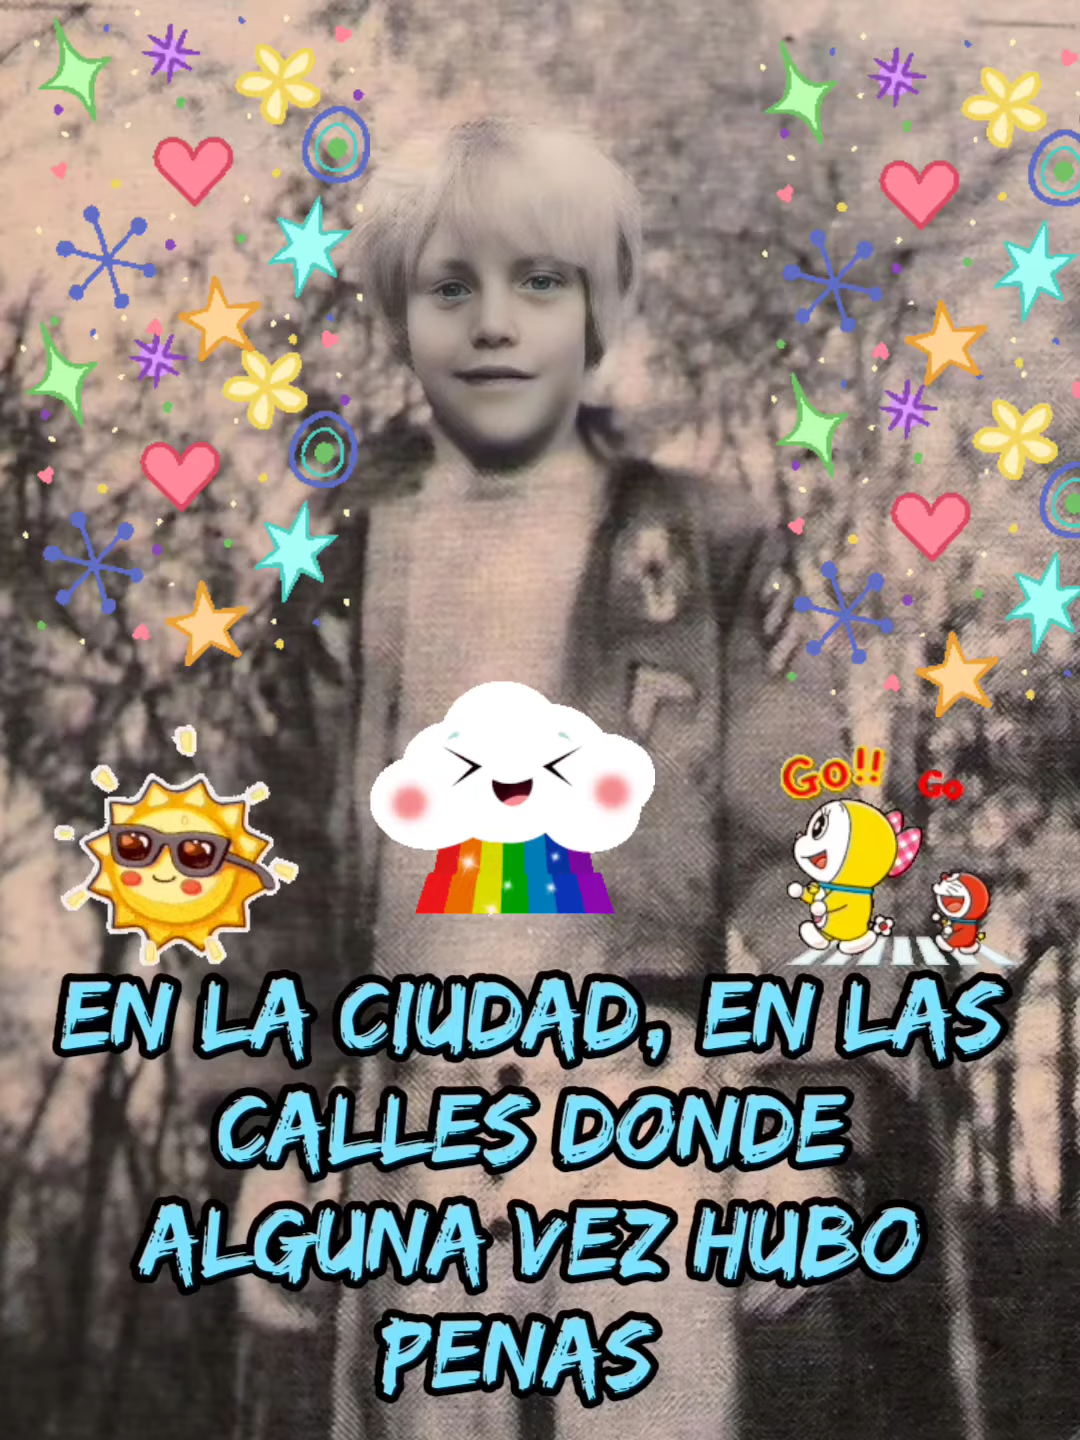 Go!!
Go
EN LA CIUDAD, EN LAS
CALLES DONDE
ALGUNA VEZ HUBO
PENAS